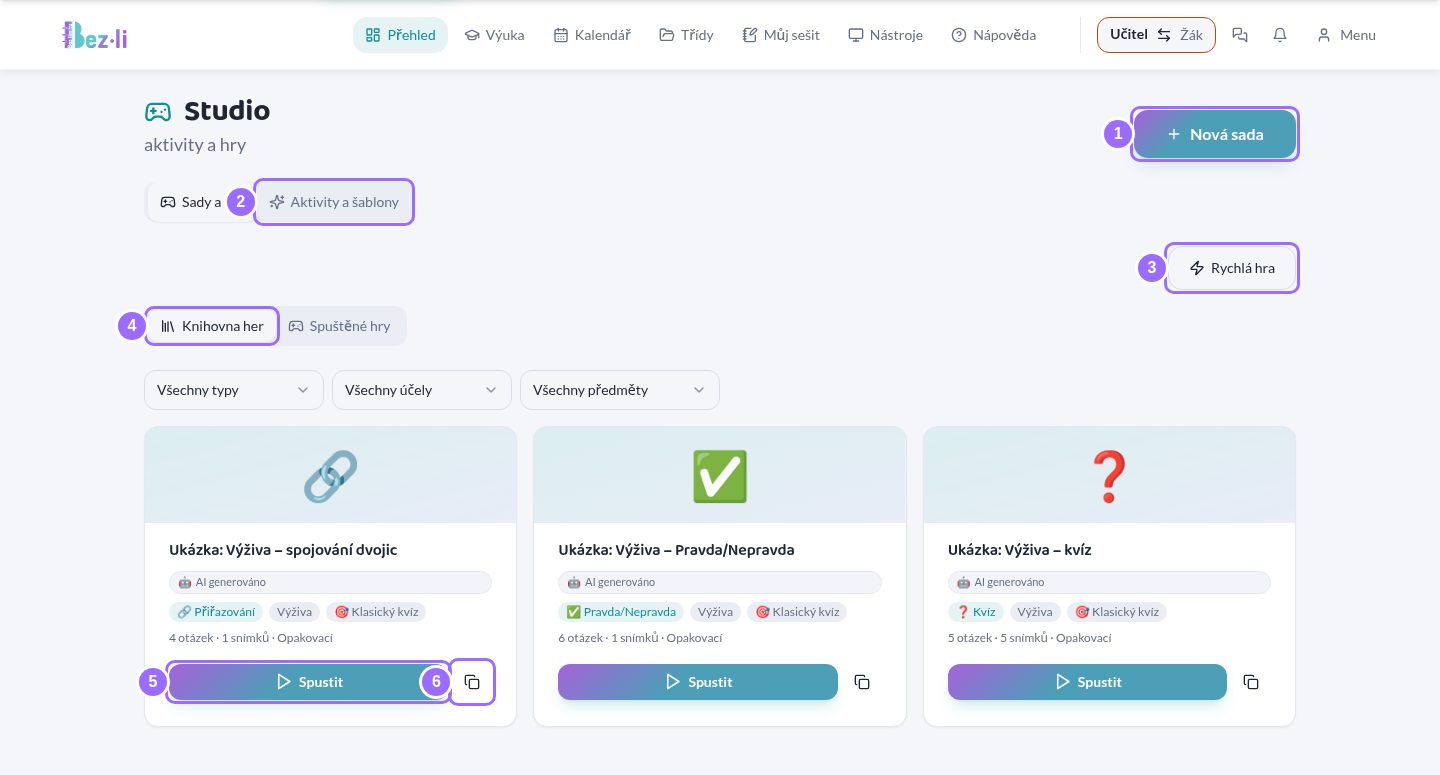 Bez·li
Přehled
Výuka
Kalendář
Třídy
Můj sešit
Nástroje
Nápověda
Učitel
Žák
Menu
Studio
aktivity a hry
1
Nová sada
Sady a
2
Aktivity a šablony
3
Rychlá hra
4
Knihovna her
Spuštěné hry
Všechny typy
Všechny účely
Všechny předměty
Ukázka: Výživa – spojování dvojic
AI generováno
Přiřazování
Výživa
Klasický kvíz
4 otázek · 1 snímků · Opakovací
5
Spustit
6
Ukázka: Výživa – Pravda/Nepravda
AI generováno
Pravda/Nepravda
Výživa
Klasický kvíz
6 otázek · 1 snímků · Opakovací
Spustit
Ukázka: Výživa – kvíz
AI generováno
Kvíz
Výživa
Klasický kvíz
5 otázek · 5 snímků · Opakovací
Spustit